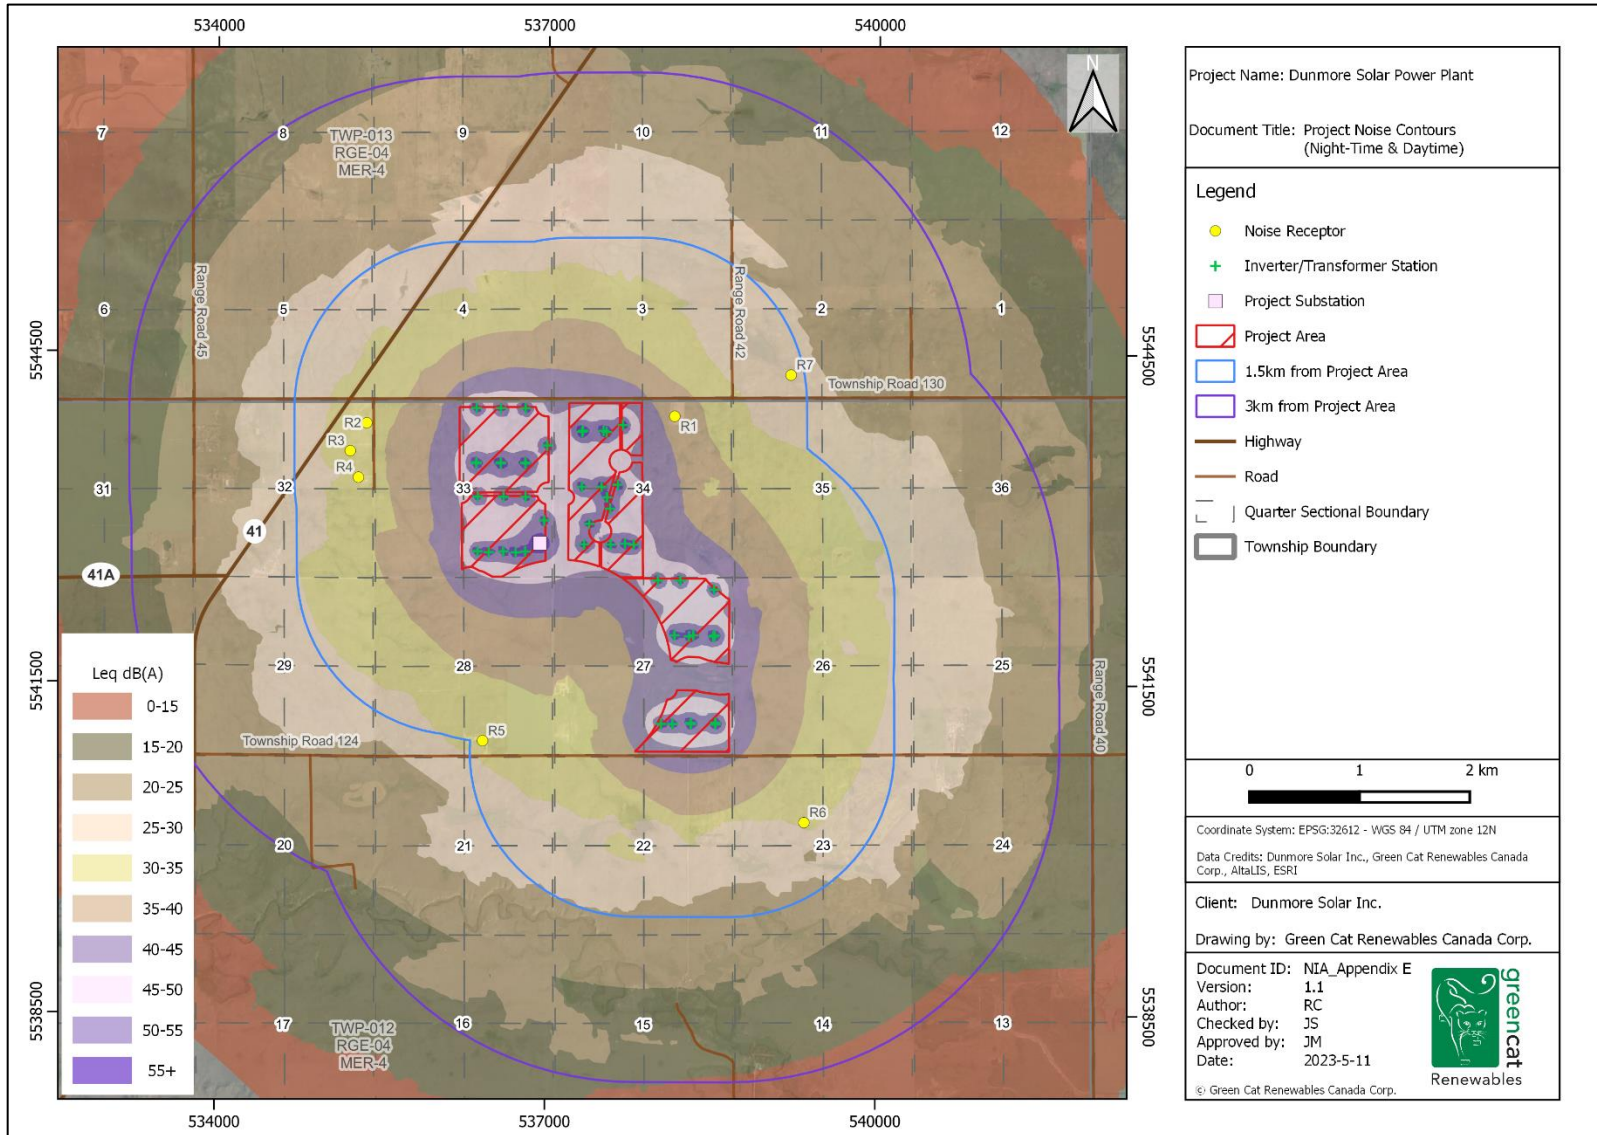 534000
537000
540000
N
7
8
9
10
11
12
TWP-013
RGE-04
MER-4
Range Road 45
Range Road 42
6
5
4
3
2
1
5544500
5544500
R7
Township Road 130
R2
R1
R3
R4
31
32
33
34
35
36
41
41A
29
28
27
26
25
5541500
5541500
Range Road 40
R5
Township Road 124
R6
20
21
22
23
24
5538500
5538500
17
16
15
14
13
TWP-012
RGE-04
MER-4
534000
537000
540000
Leq dB(A)
0-15
15-20
20-25
25-30
30-35
35-40
40-45
45-50
50-55
55+
Project Name: Dunmore Solar Power Plant
Document Title: Project Noise Contours
(Night-Time & Daytime)
Legend
Noise Receptor
Inverter/Transformer Station
Project Substation
Project Area
1.5km from Project Area
3km from Project Area
Highway
Road
Quarter Sectional Boundary
Township Boundary
0 1 2 km
Coordinate System: EPSG:32612 - WGS 84 / UTM zone 12N
Data Credits: Dunmore Solar Inc., Green Cat Renewables Canada
Corp., AltaLIS, ESRI
Client: Dunmore Solar Inc.
Drawing by: Green Cat Renewables Canada Corp.
Document ID: NIA_Appendix E
Version: 1.1
Author: RC
Checked by: JS
Approved by: JM
Date: 2023-5-11
© Green Cat Renewables Canada Corp.
greencat
Renewables